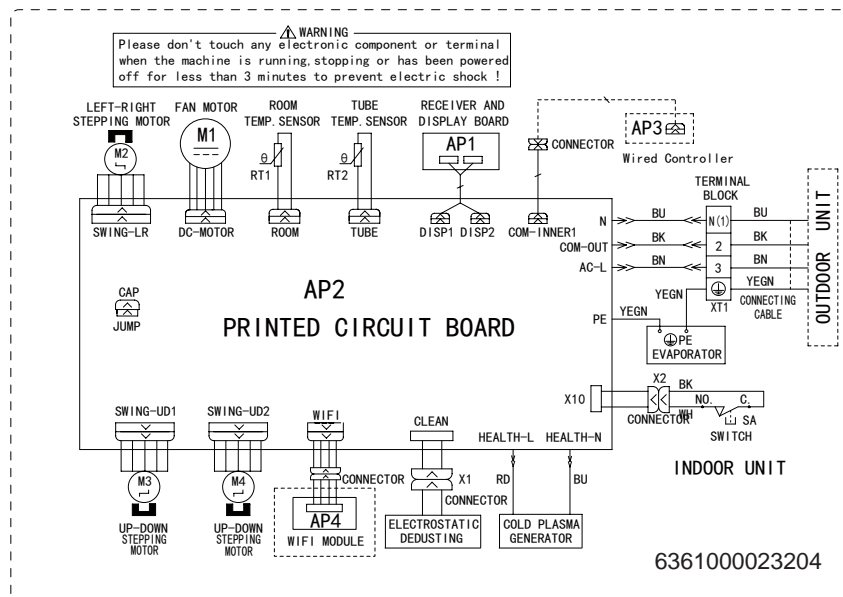 WARNING
Please don't touch any electronic component or terminal
when the machine is running, stopping or has been powered
off for less than 3 minutes to prevent electric shock !
LEFT-RIGHT
STEPPING MOTOR
FAN MOTOR
ROOM
TEMP. SENSOR
TUBE
TEMP. SENSOR
RECEIVER AND
DISPLAY BOARD
M2
M1
θ
RT1
θ
RT2
AP1
CONNECTOR
AP3
Wired Controller
SWING-LR
DC-MOTOR
ROOM
TUBE
DISP1
DISP2
COM-INNER1
TERMINAL
BLOCK
N
BU
N(1)
BU
COM-OUT
BK
2
BK
AC-L
BN
3
BN
YEGN
YEGN
XT1
CONNECTING
CABLE
OUTDOOR UNIT
CAP
JUMP
AP2
PRINTED CIRCUIT BOARD
PE
YEGN
PE
EVAPORATOR
X10
X2
BK
NO.
C.
WH
CONNECTOR
SA
SWITCH
INDOOR UNIT
SWING-UD1
SWING-UD2
WIFI
CLEAN
HEALTH-L
HEALTH-N
M3
M4
CONNECTOR
X1
CONNECTOR
RD
BU
AP4
WIFI MODULE
UP-DOWN
STEPPING
MOTOR
UP-DOWN
STEPPING
MOTOR
ELECTROSTATIC
DEDUSTING
COLD PLASMA
GENERATOR
6361000023204